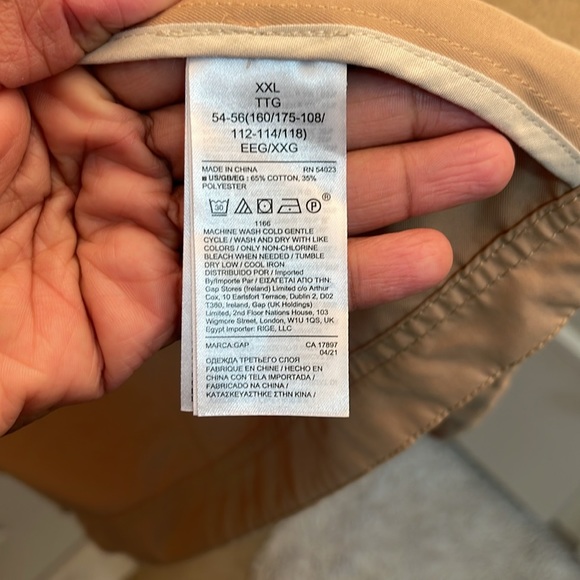 XXL
TTG
54-56(160/175-108/
112-114/118)
EEG/XXG
MADE IN CHINA RN 54023
■ US/GB/EG : 65% COTTON, 35%
POLYESTER
30 P ®
1166
MACHINE WASH COLD GENTLE
CYCLE / WASH AND DRY WITH LIKE
COLORS / ONLY NON-CHLORINE
BLEACH WHEN NEEDED / TUMBLE
DRY LOW / COOL IRON
DISTRIBUIDO POR / Imported
By/Importe Par / ΕΙΣΑΓΕΤΑΙ ΑΠΟ ΤΗΝ:
Gap Stores (Ireland) Limited c/o Arthur
Cox, 10 Earlsfort Terrace, Dublin 2, D02
T380, Ireland, Gap (UK Holdings)
Limited, 2nd Floor Nations House, 103
Wigmore Street, London, W1U 1QS, UK
Egypt Importer: RIGE, LLC
MARCA:GAP CA 17897
04/21
ОДЕЖДА ТРЕТЬЕГО СЛОЯ
FABRIQUE EN CHINE / HECHO EN
CHINA CON TELA IMPORTADA /
FABRICADO NA CHINA /
ΚΑΤΑΣΚΕΥΑΣΤΗΚΕ ΣΤΗΝ ΚΙΝΑ /